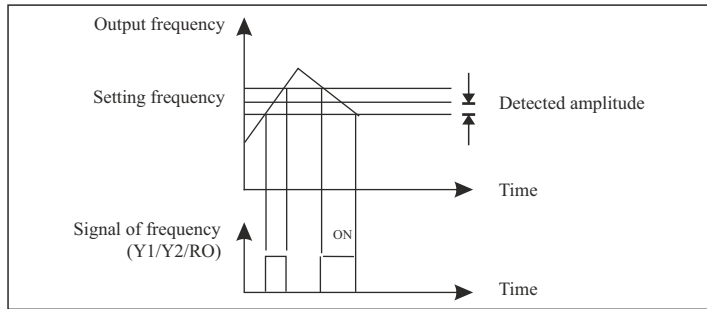 Output frequency
Setting frequency
Detected amplitude
Time
Signal of frequency
(Y1/Y2/RO)
ON
Time